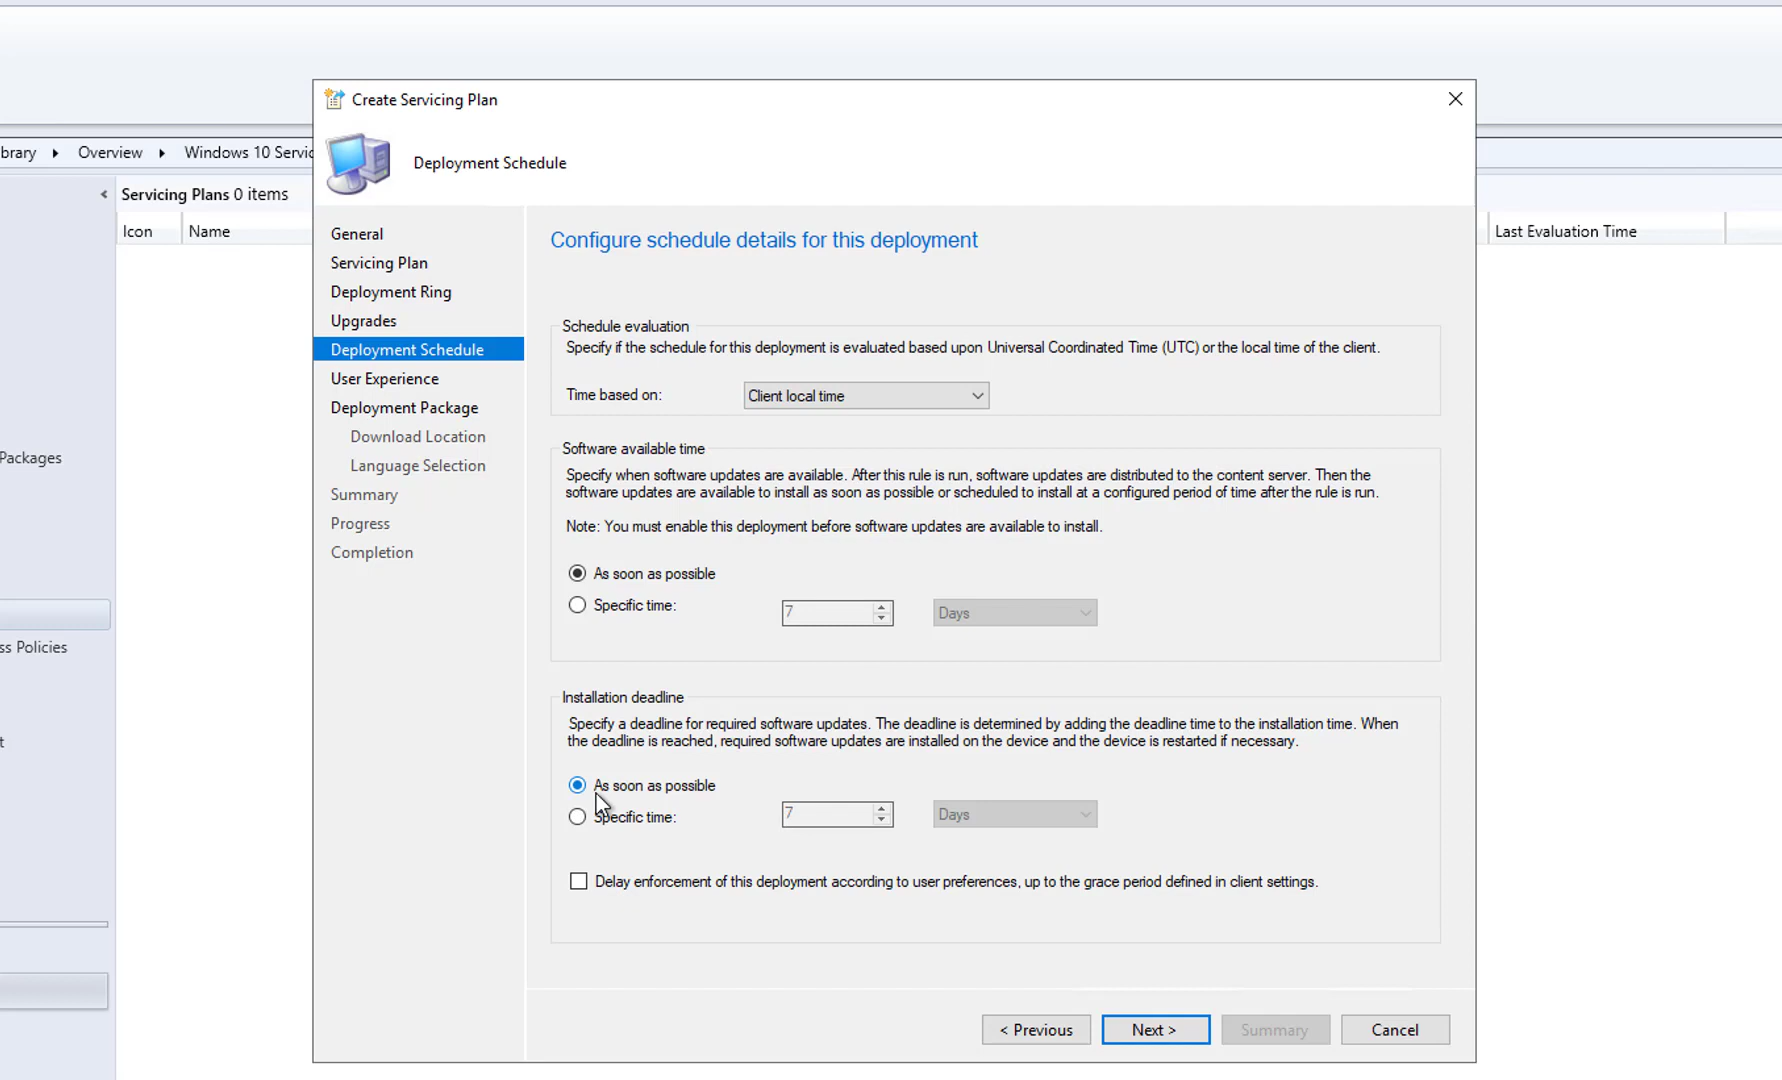 Create Servicing Plan
Deployment Schedule
brary Overview Windows 10 Servic
Servicing Plans 0 items
Icon Name Last Evaluation Time
Packages
ss Policies
t
General
Servicing Plan
Deployment Ring
Upgrades
Deployment Schedule
User Experience
Deployment Package
Download Location
Language Selection
Summary
Progress
Completion
Configure schedule details for this deployment
Schedule evaluation
Specify if the schedule for this deployment is evaluated based upon Universal Coordinated Time (UTC) or the local time of the client.
Time based on: Client local time
Software available time
Specify when software updates are available. After this rule is run, software updates are distributed to the content server. Then the
software updates are available to install as soon as possible or scheduled to install at a configured period of time after the rule is run.
Note: You must enable this deployment before software updates are available to install.
As soon as possible
Specific time: 7 Days
Installation deadline
Specify a deadline for required software updates. The deadline is determined by adding the deadline time to the installation time. When
the deadline is reached, required software updates are installed on the device and the device is restarted if necessary.
As soon as possible
Specific time: 7 Days
Delay enforcement of this deployment according to user preferences, up to the grace period defined in client settings.
< Previous Next > Summary Cancel